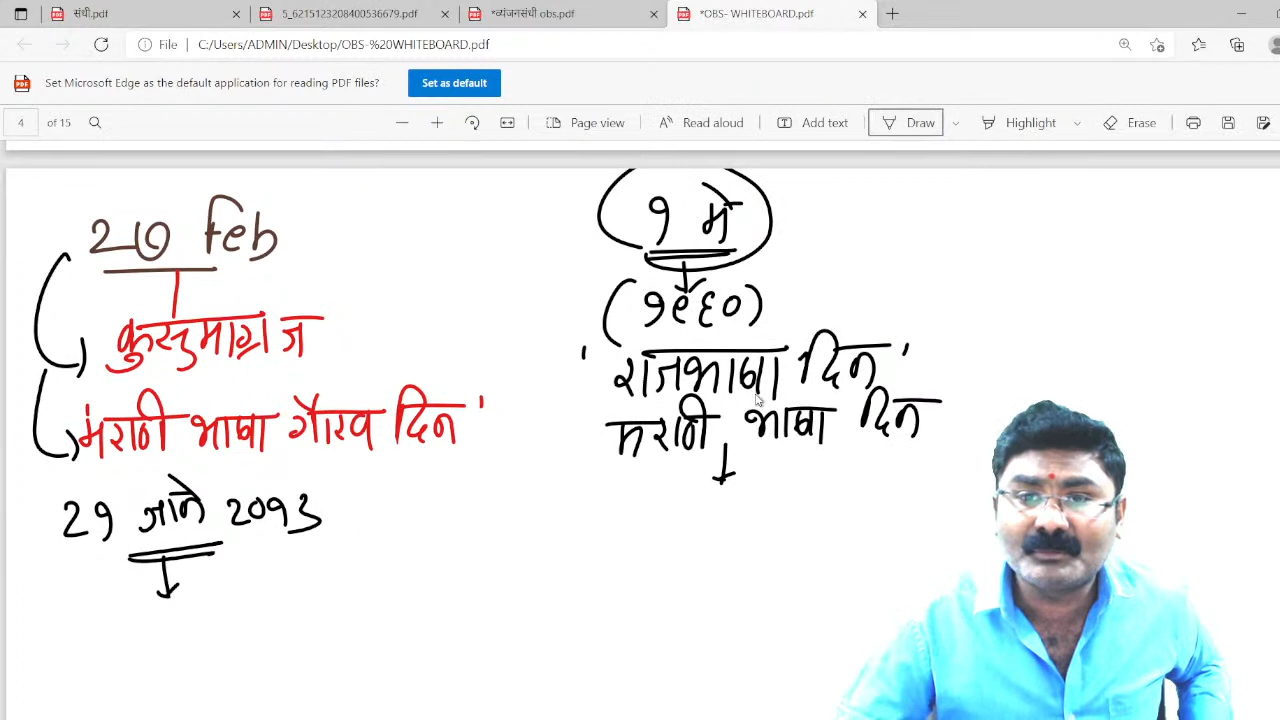 संधी.pdf
5_6215123208400536679.pdf
*व्यंजनसंधी obs.pdf
*OBS- WHITEBOARD.pdf
File
C:/Users/ADMIN/Desktop/OBS-%20WHITEBOARD.pdf
Set Microsoft Edge as the default application for reading PDF files?
Set as default
4 of 15
Page view
Read aloud
Add text
Draw
Highlight
Erase
२७ feb
कुसुमाग्रज
'मराठी भाषा गौरव दिन'
२१ जाने २०१३
१ मे
(१९६०)
'राजभाषा दिन'
मराठी भाषा दिन